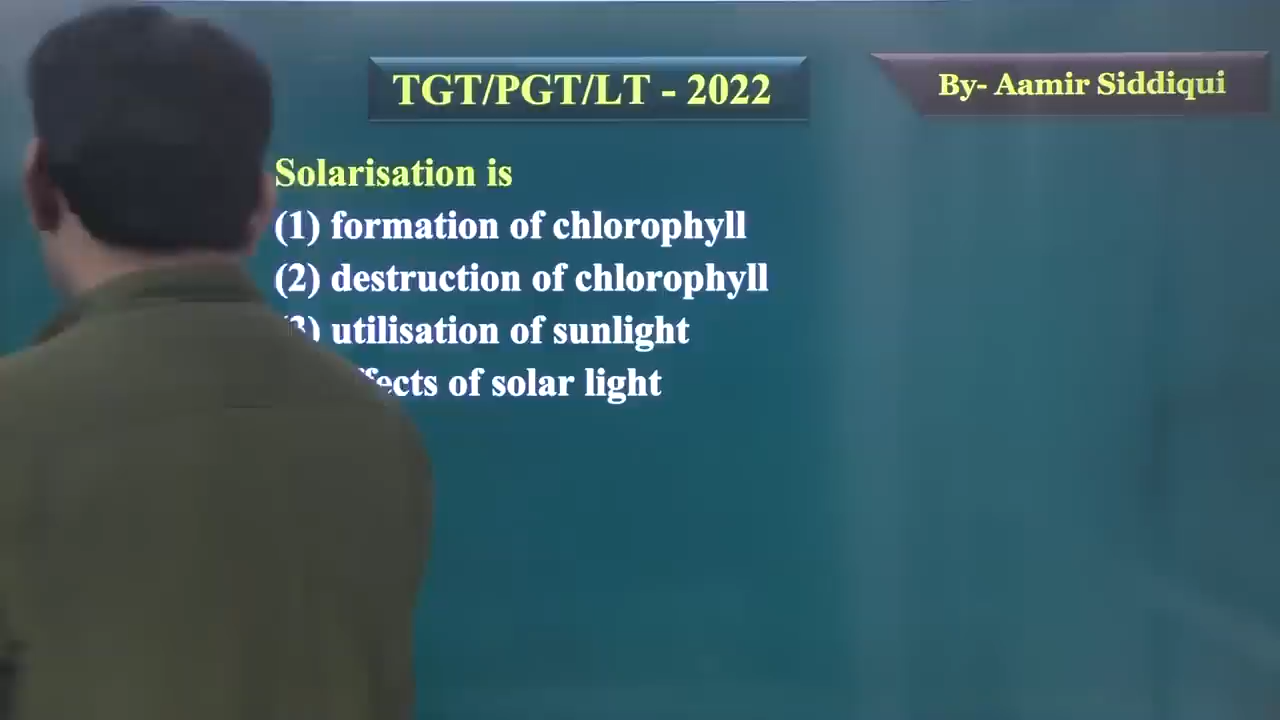 TGT/PGT/LT - 2022
By- Aamir Siddiqui
Solarisation is
(1) formation of chlorophyll
(2) destruction of chlorophyll
(3) utilisation of sunlight
of solar light